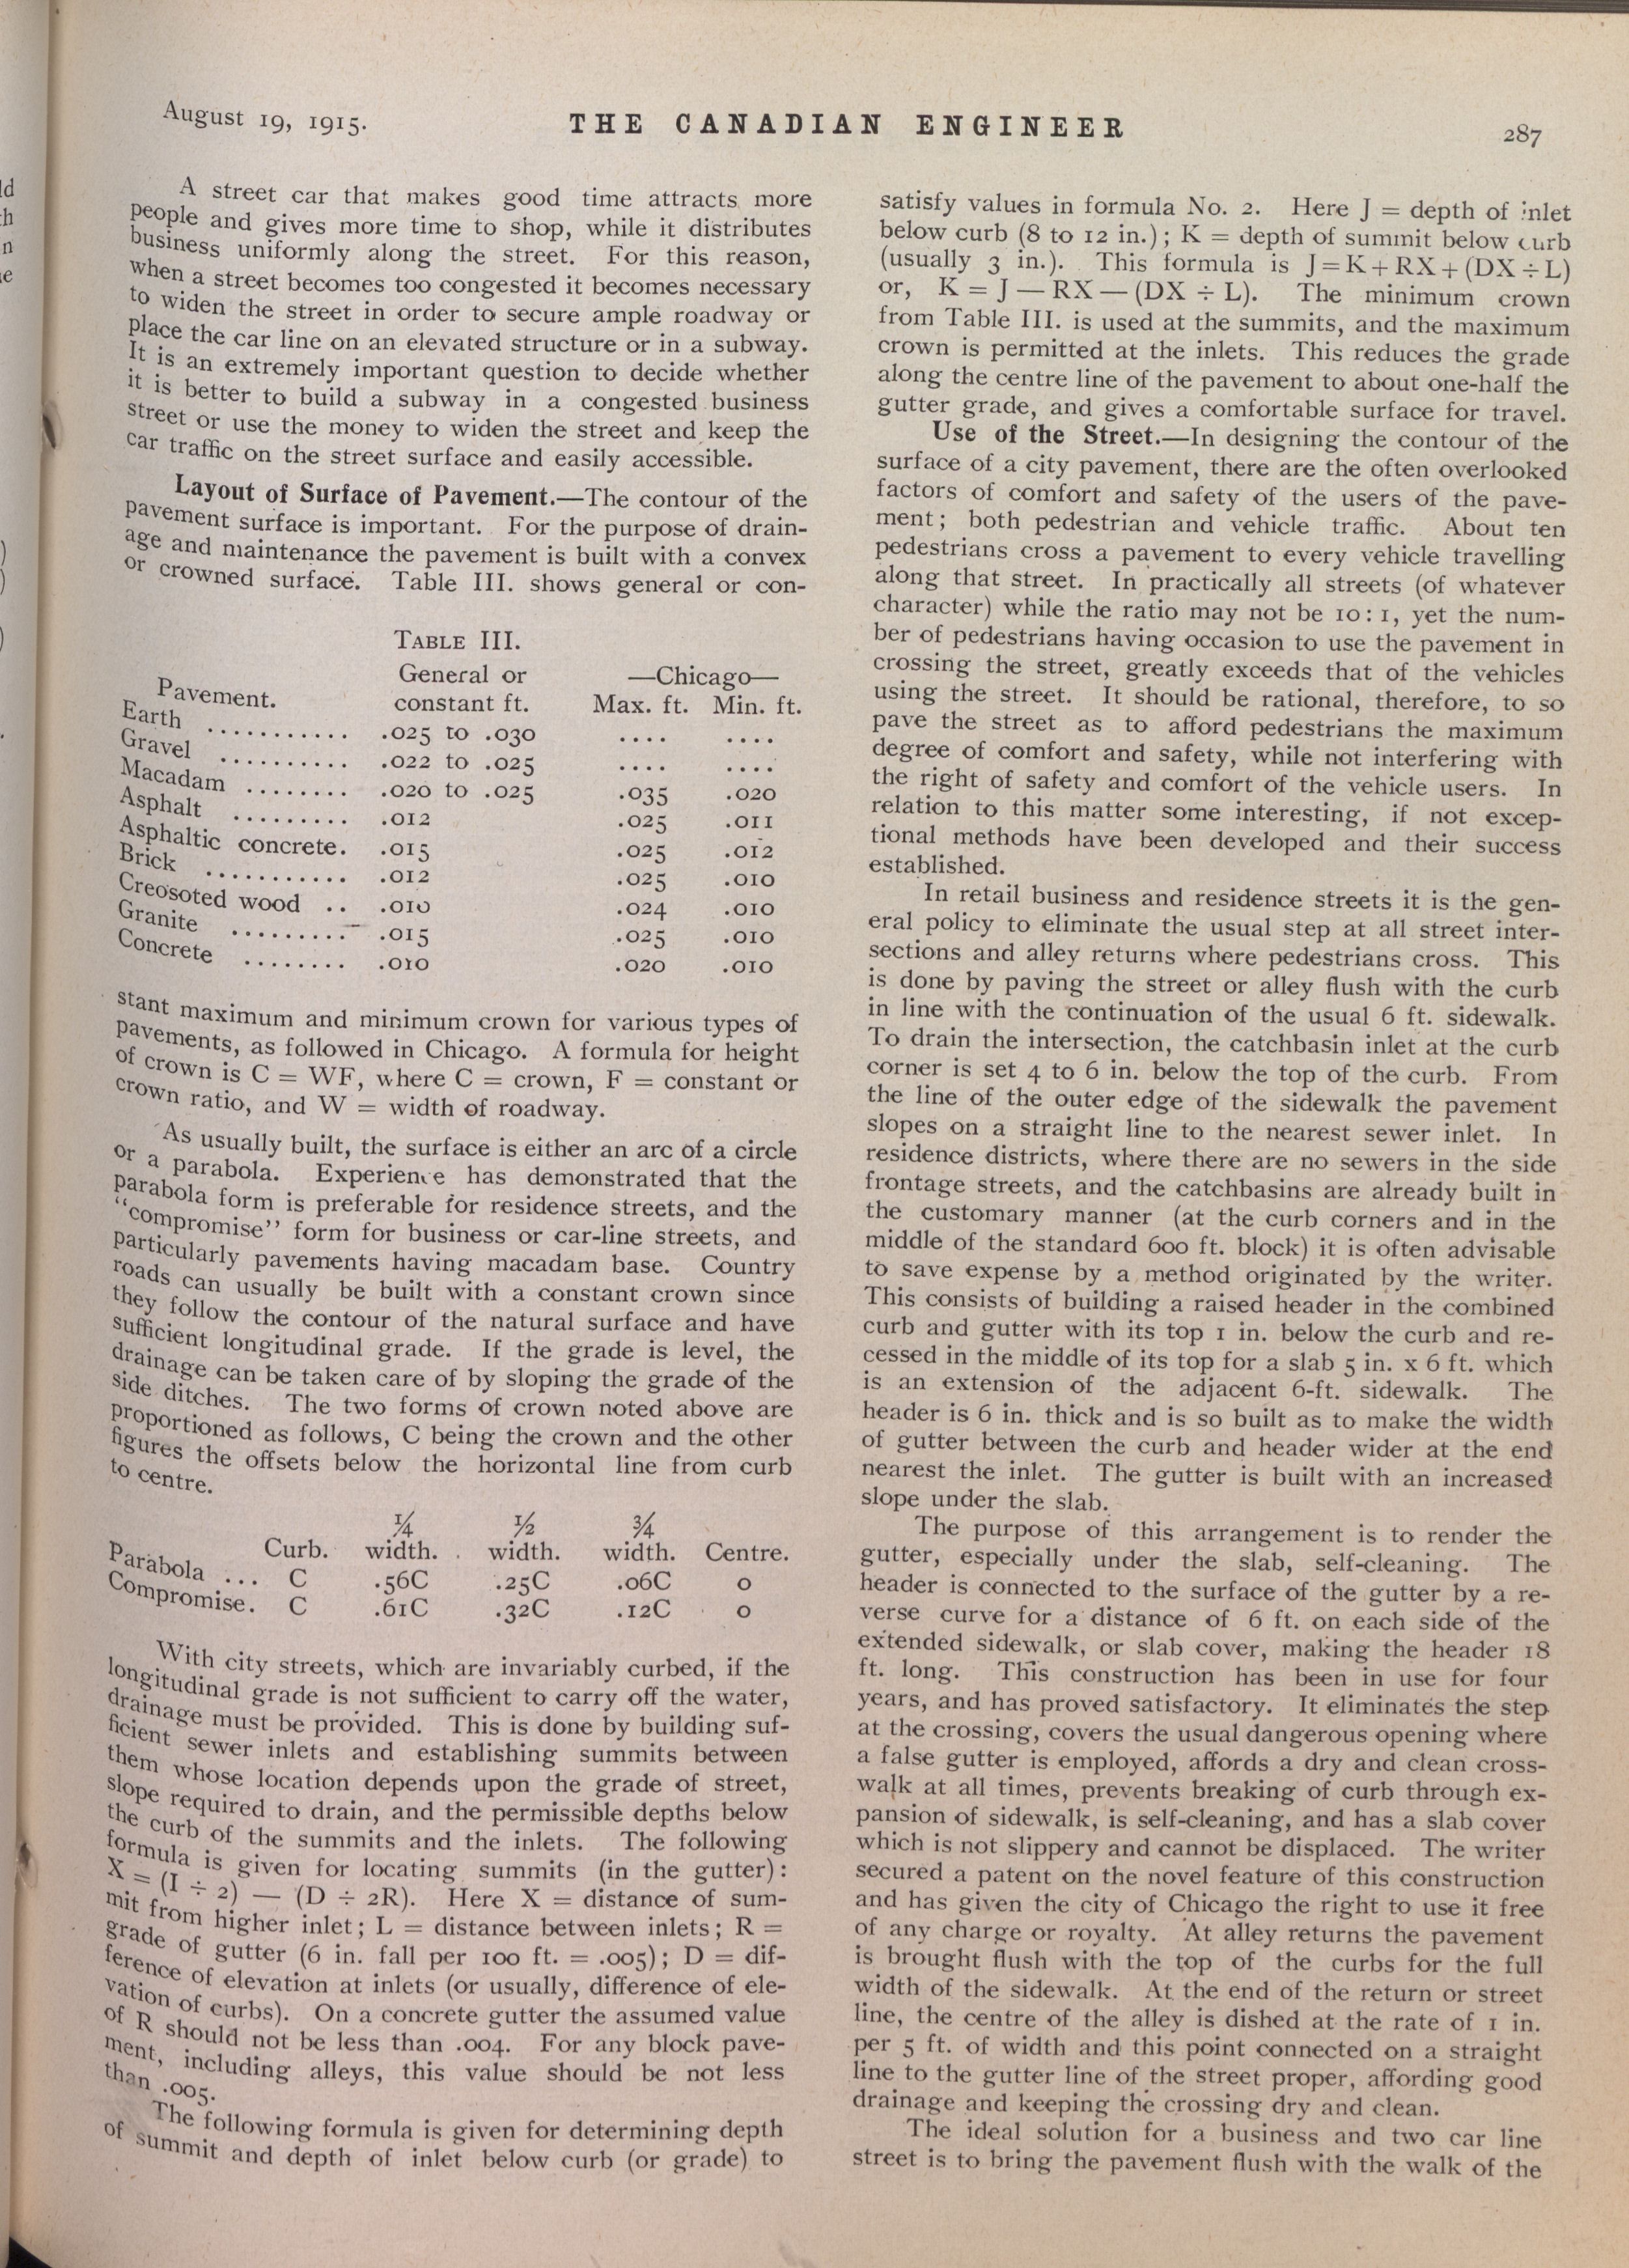 August 19, 1915.
THE CANADIAN ENGINEER
287
A street car that makes good time attracts more
people and gives more time to shop, while it distributes
business uniformly along the street. For this reason,
when a street becomes too congested it becomes necessary
to widen the street in order to secure ample roadway or
place the car line on an elevated structure or in a subway.
It is an extremely important question to decide whether
it is better to build a subway in a congested business
street or use the money to widen the street and keep the
car traffic on the street surface and easily accessible.
Layout of Surface of Pavement.—The contour of the
pavement surface is important. For the purpose of drain-
age and maintenance the pavement is built with a convex
or crowned surface. Table III. shows general or con-
TABLE III.
General or —Chicago—
Pavement. constant ft. Max. ft. Min. ft.
Earth ........... .025 to .030 .... ....
Gravel .......... .022 to .025 .... ....
Macadam ........ .020 to .025 .035 .020
Asphalt ......... .012 .025 .011
Asphaltic concrete. .015 .025 .012
Brick ........... .012 .025 .010
Creosoted wood .. .010 .024 .010
Granite ......... .015 .025 .010
Concrete ........ .010 .020 .010
stant maximum and minimum crown for various types of
pavements, as followed in Chicago. A formula for height
of crown is C = WF, where C = crown, F = constant or
crown ratio, and W = width of roadway.
As usually built, the surface is either an arc of a circle
or a parabola. Experience has demonstrated that the
parabola form is preferable for residence streets, and the
"compromise" form for business or car-line streets, and
particularly pavements having macadam base. Country
roads can usually be built with a constant crown since
they follow the contour of the natural surface and have
sufficient longitudinal grade. If the grade is level, the
drainage can be taken care of by sloping the grade of the
side ditches. The two forms of crown noted above are
proportioned as follows, C being the crown and the other
figures the offsets below the horizontal line from curb
to centre.
¼ ½ ¾
Curb. width. width. width. Centre.
Parabola ... C .56C .25C .06C 0
Compromise. C .61C .32C .12C 0
With city streets, which are invariably curbed, if the
longitudinal grade is not sufficient to carry off the water,
drainage must be provided. This is done by building suf-
ficient sewer inlets and establishing summits between
them whose location depends upon the grade of street,
slope required to drain, and the permissible depths below
the curb of the summits and the inlets. The following
formula is given for locating summits (in the gutter):
X = (I ÷ 2) — (D ÷ 2R). Here X = distance of sum-
mit from higher inlet; L = distance between inlets; R =
grade of gutter (6 in. fall per 100 ft. = .005); D = dif-
ference of elevation at inlets (or usually, difference of ele-
vation of curbs). On a concrete gutter the assumed value
of R should not be less than .004. For any block pave-
ment, including alleys, this value should be not less
than .005.
The following formula is given for determining depth
of summit and depth of inlet below curb (or grade) to
satisfy values in formula No. 2. Here J = depth of inlet
below curb (8 to 12 in.); K = depth of summit below curb
(usually 3 in.). This formula is J=K+RX+(DX÷L)
or, K = J — RX — (DX ÷ L). The minimum crown
from Table III. is used at the summits, and the maximum
crown is permitted at the inlets. This reduces the grade
along the centre line of the pavement to about one-half the
gutter grade, and gives a comfortable surface for travel.
Use of the Street.—In designing the contour of the
surface of a city pavement, there are the often overlooked
factors of comfort and safety of the users of the pave-
ment; both pedestrian and vehicle traffic. About ten
pedestrians cross a pavement to every vehicle travelling
along that street. In practically all streets (of whatever
character) while the ratio may not be 10:1, yet the num-
ber of pedestrians having occasion to use the pavement in
crossing the street, greatly exceeds that of the vehicles
using the street. It should be rational, therefore, to so
pave the street as to afford pedestrians the maximum
degree of comfort and safety, while not interfering with
the right of safety and comfort of the vehicle users. In
relation to this matter some interesting, if not excep-
tional methods have been developed and their success
established.
In retail business and residence streets it is the gen-
eral policy to eliminate the usual step at all street inter-
sections and alley returns where pedestrians cross. This
is done by paving the street or alley flush with the curb
in line with the continuation of the usual 6 ft. sidewalk.
To drain the intersection, the catchbasin inlet at the curb
corner is set 4 to 6 in. below the top of the curb. From
the line of the outer edge of the sidewalk the pavement
slopes on a straight line to the nearest sewer inlet. In
residence districts, where there are no sewers in the side
frontage streets, and the catchbasins are already built in
the customary manner (at the curb corners and in the
middle of the standard 600 ft. block) it is often advisable
to save expense by a method originated by the writer.
This consists of building a raised header in the combined
curb and gutter with its top 1 in. below the curb and re-
cessed in the middle of its top for a slab 5 in. x 6 ft. which
is an extension of the adjacent 6-ft. sidewalk. The
header is 6 in. thick and is so built as to make the width
of gutter between the curb and header wider at the end
nearest the inlet. The gutter is built with an increased
slope under the slab.
The purpose of this arrangement is to render the
gutter, especially under the slab, self-cleaning. The
header is connected to the surface of the gutter by a re-
verse curve for a distance of 6 ft. on each side of the
extended sidewalk, or slab cover, making the header 18
ft. long. This construction has been in use for four
years, and has proved satisfactory. It eliminates the step
at the crossing, covers the usual dangerous opening where
a false gutter is employed, affords a dry and clean cross-
walk at all times, prevents breaking of curb through ex-
pansion of sidewalk, is self-cleaning, and has a slab cover
which is not slippery and cannot be displaced. The writer
secured a patent on the novel feature of this construction
and has given the city of Chicago the right to use it free
of any charge or royalty. At alley returns the pavement
is brought flush with the top of the curbs for the full
width of the sidewalk. At the end of the return or street
line, the centre of the alley is dished at the rate of 1 in.
per 5 ft. of width and this point connected on a straight
line to the gutter line of the street proper, affording good
drainage and keeping the crossing dry and clean.
The ideal solution for a business and two car line
street is to bring the pavement flush with the walk of the